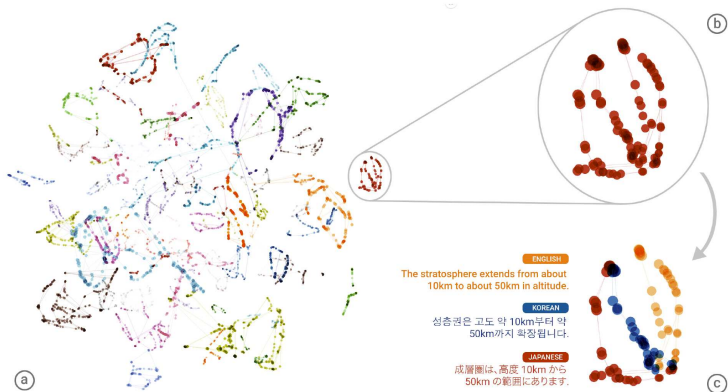 b
ENGLISH
The stratosphere extends from about
10km to about 50km in altitude.
KOREAN
성층권은 고도 약 10km부터 약
50km까지 확장됩니다.
JAPANESE
成層圏は、高度 10km から
50km の範囲にあります。
a
c